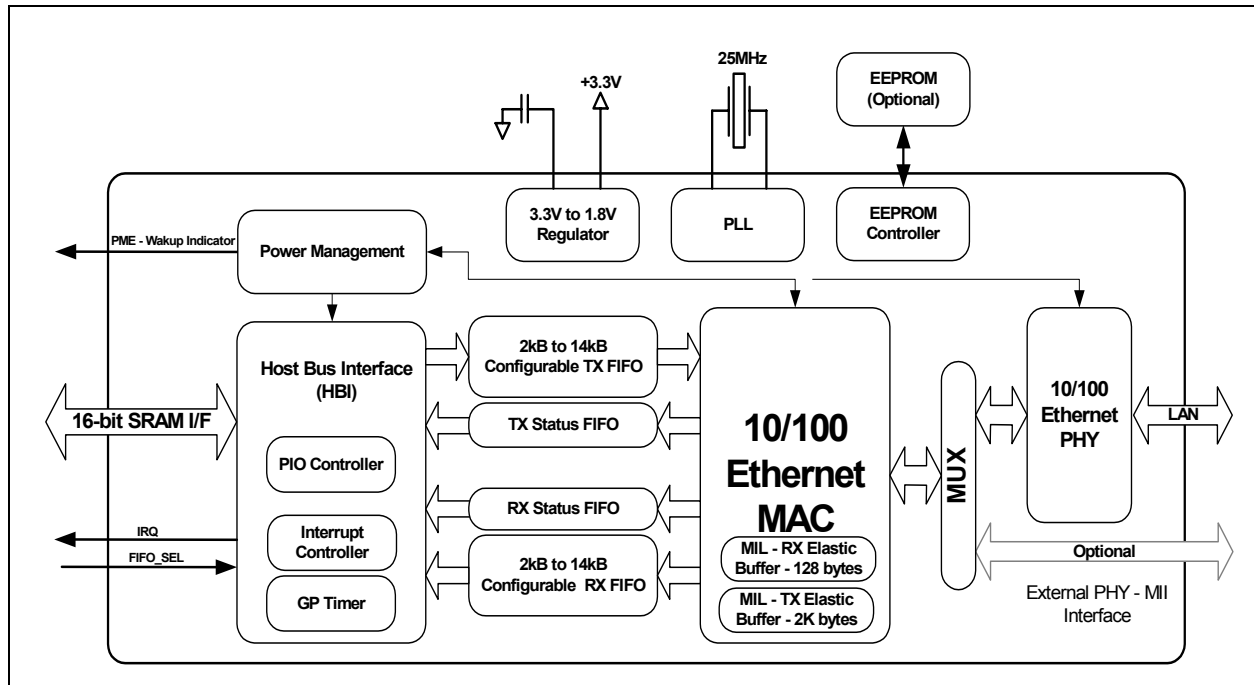 25MHz
+3.3V
EEPROM
(Optional)
3.3V to 1.8V
Regulator
PLL
EEPROM
Controller
PME - Wakup Indicator
Power Management
Host Bus Interface
(HBI)
2kB to 14kB
Configurable TX FIFO
16-bit SRAM I/F
TX Status FIFO
PIO Controller
RX Status FIFO
IRQ
Interrupt
Controller
FIFO_SEL
2kB to 14kB
Configurable RX FIFO
GP Timer
10/100
Ethernet
MAC
MIL - RX Elastic
Buffer - 128 bytes
MIL - TX Elastic
Buffer - 2K bytes
MUX
10/100
Ethernet
PHY
LAN
Optional
External PHY - MII
Interface